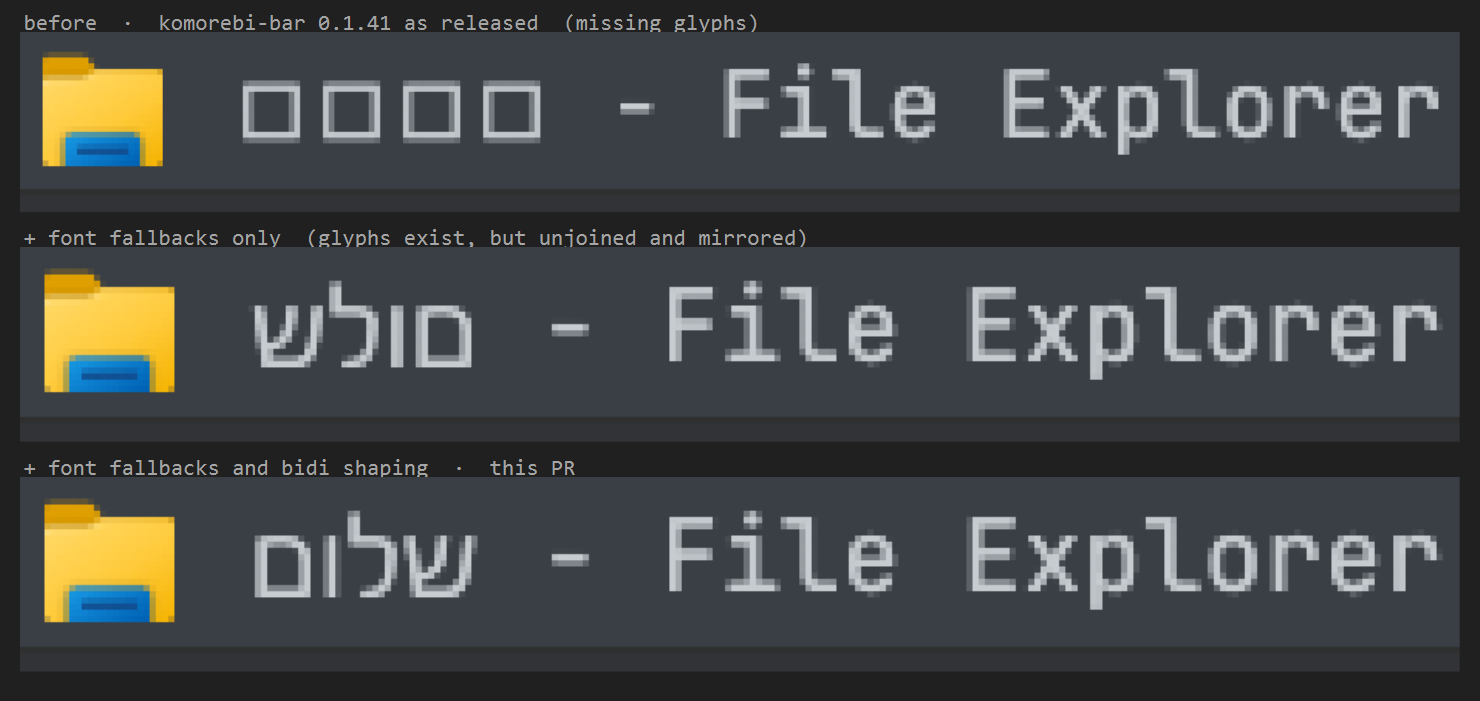 before · komorebi-bar 0.1.41 as released (missing glyphs)
□□□□ - File Explorer
+ font fallbacks only (glyphs exist, but unjoined and mirrored)
םולש - File Explorer
+ font fallbacks and bidi shaping · this PR
שלום - File Explorer